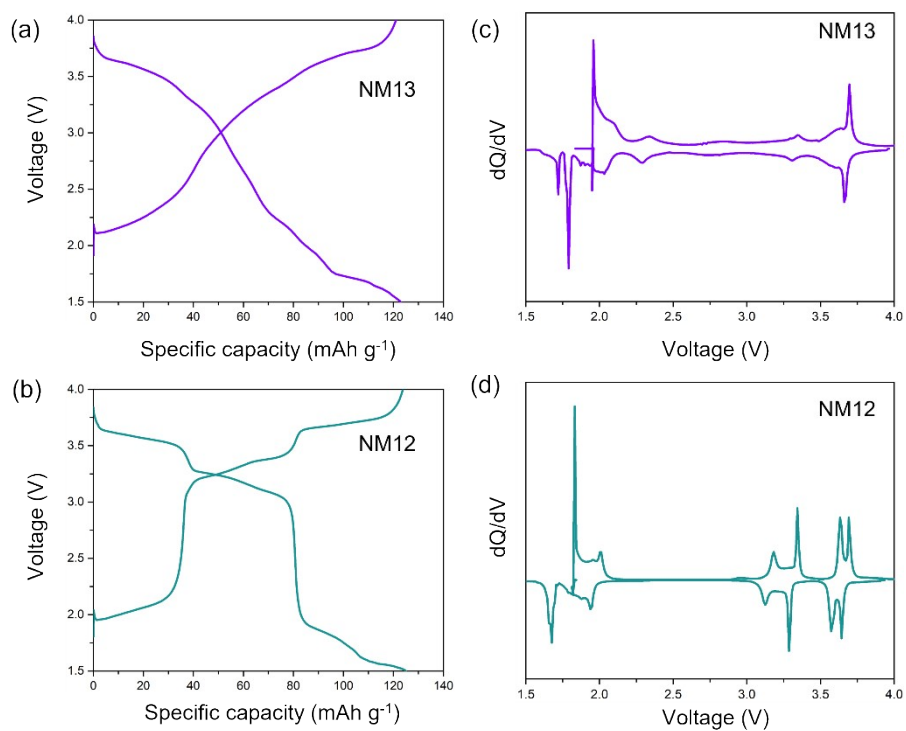 (a)
NM13
Voltage (V)
4.0
3.5
3.0
2.5
2.0
1.5
0 20 40 60 80 100 120 140
Specific capacity (mAh g⁻¹)
(c)
NM13
dQ/dV
1.5 2.0 2.5 3.0 3.5 4.0
Voltage (V)
(b)
NM12
Voltage (V)
4.0
3.5
3.0
2.5
2.0
1.5
0 20 40 60 80 100 120 140
Specific capacity (mAh g⁻¹)
(d)
NM12
dQ/dV
1.5 2.0 2.5 3.0 3.5 4.0
Voltage (V)